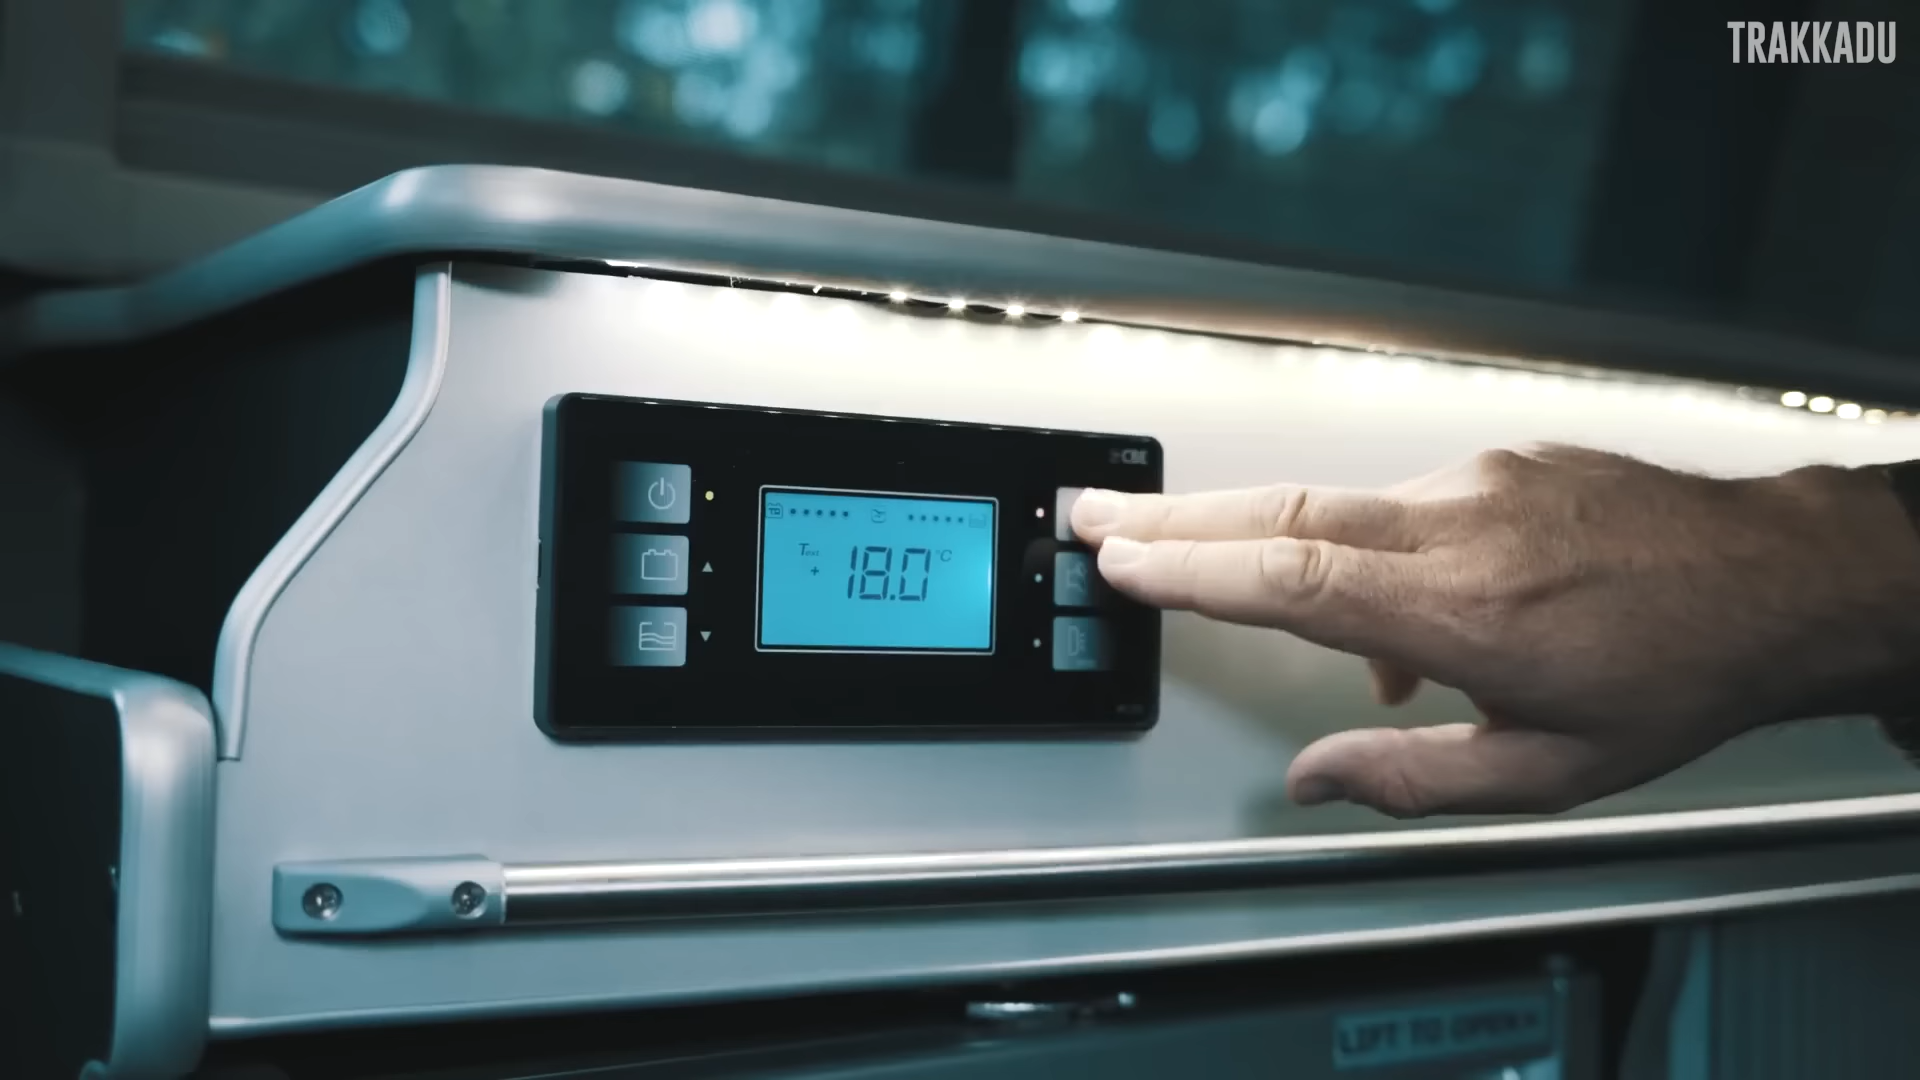 TRAKKADU
CBE
Text
+ 18.0 °C
LIFT TO OPEN